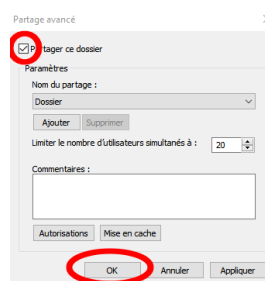 Partage avancé
Partager ce dossier
Paramètres
Nom du partage :
Dossier
Ajouter Supprimer
Limiter le nombre d'utilisateurs simultanés à : 20
Commentaires :
Autorisations Mise en cache
OK Annuler Appliquer